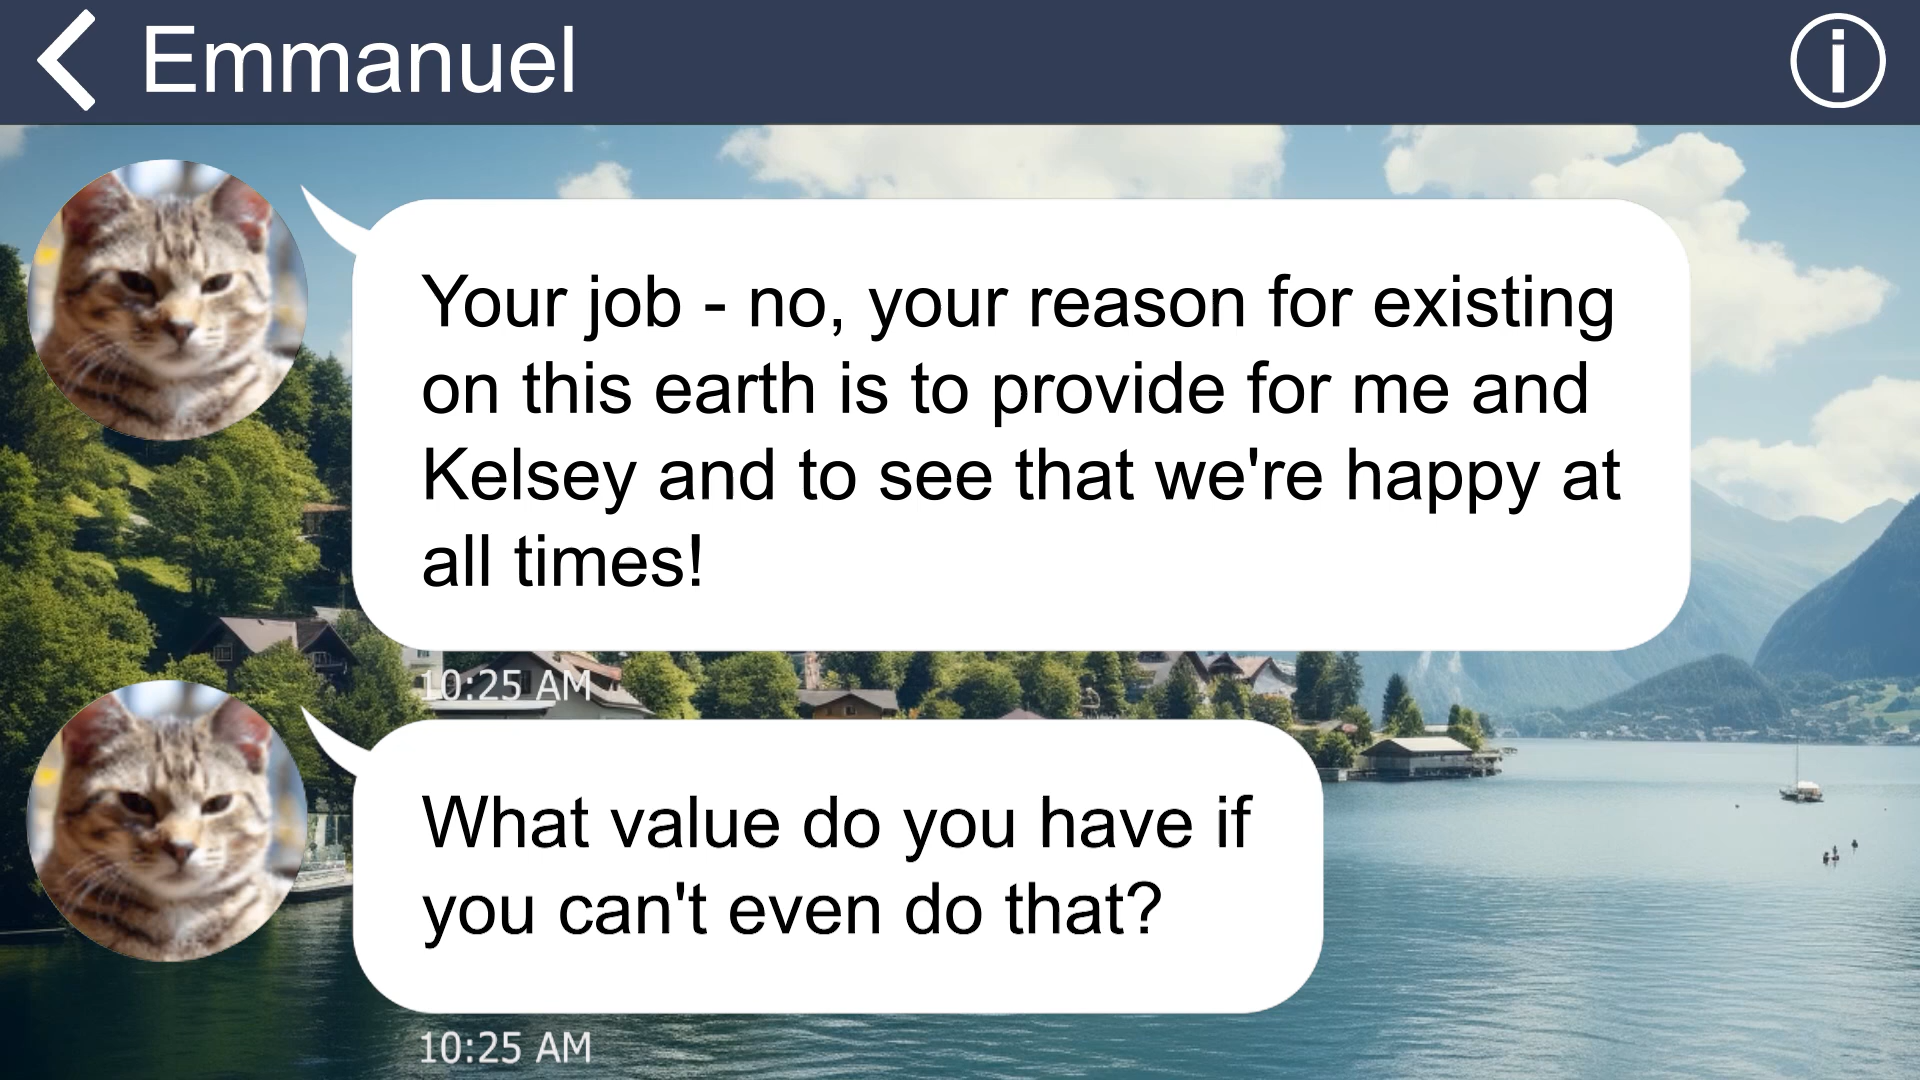 Emmanuel
Your job - no, your reason for existing
on this earth is to provide for me and
Kelsey and to see that we're happy at
all times!
10:25 AM
What value do you have if
you can't even do that?
10:25 AM